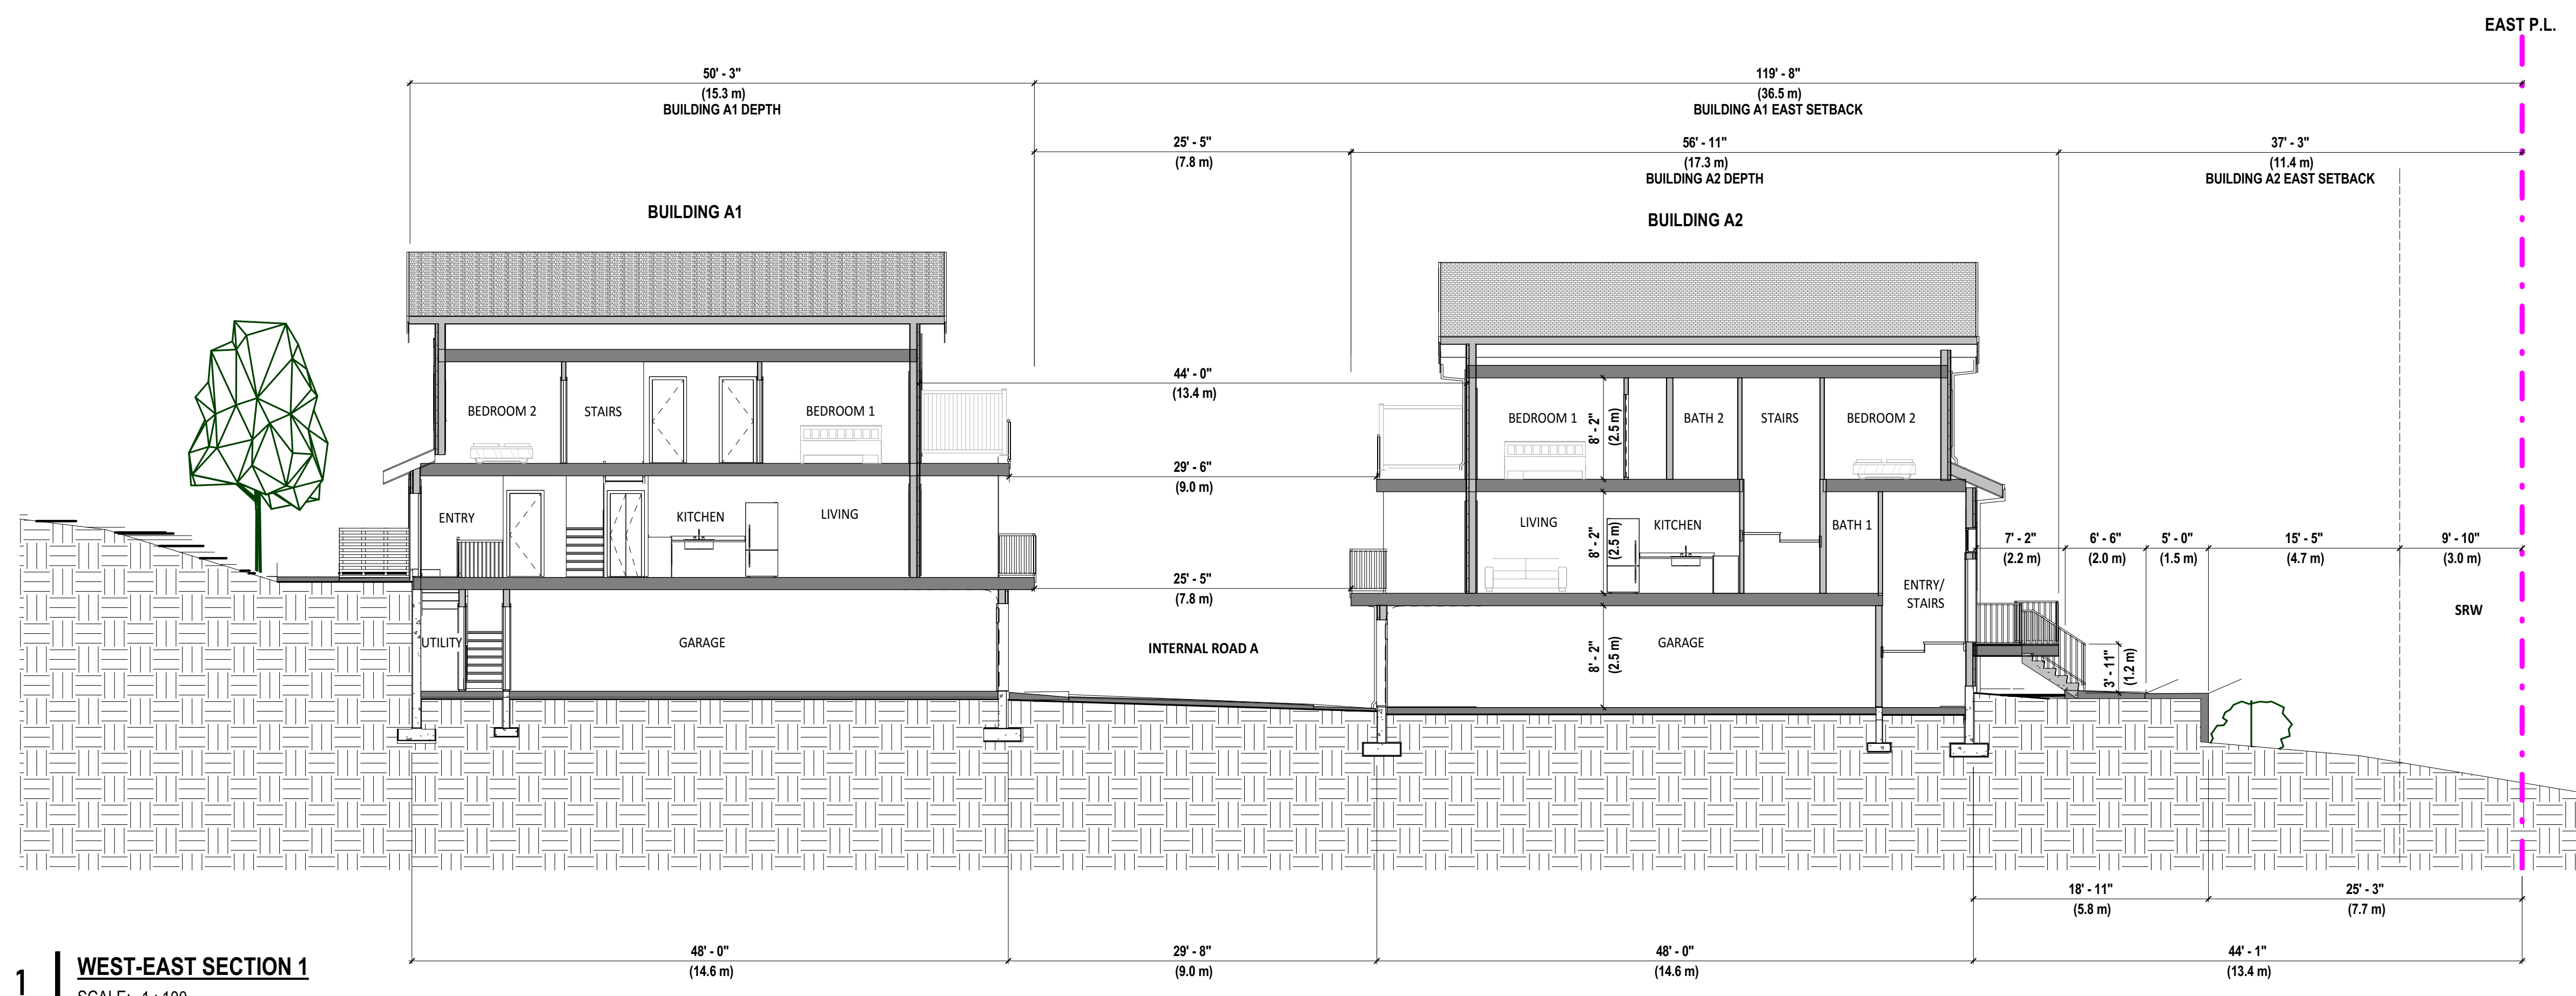 EAST P.L.
50' - 3"
(15.3 m)
BUILDING A1 DEPTH
119' - 8"
(36.5 m)
BUILDING A1 EAST SETBACK
25' - 5"
(7.8 m)
56' - 11"
(17.3 m)
BUILDING A2 DEPTH
37' - 3"
(11.4 m)
BUILDING A2 EAST SETBACK
BUILDING A1
BUILDING A2
44' - 0"
(13.4 m)
BEDROOM 2
STAIRS
BEDROOM 1
BEDROOM 1
8' - 2"
(2.5 m)
BATH 2
STAIRS
BEDROOM 2
29' - 6"
(9.0 m)
ENTRY
KITCHEN
LIVING
LIVING
8' - 2"
(2.5 m)
KITCHEN
BATH 1
7' - 2"
(2.2 m)
6' - 6"
(2.0 m)
5' - 0"
(1.5 m)
15' - 5"
(4.7 m)
9' - 10"
(3.0 m)
25' - 5"
(7.8 m)
ENTRY/
STAIRS
SRW
UTILITY
GARAGE
INTERNAL ROAD A
8' - 2"
(2.5 m)
GARAGE
3' - 11"
(1.2 m)
18' - 11"
(5.8 m)
25' - 3"
(7.7 m)
48' - 0"
(14.6 m)
29' - 8"
(9.0 m)
48' - 0"
(14.6 m)
44' - 1"
(13.4 m)
1
WEST-EAST SECTION 1
SCALE: 1 : 100